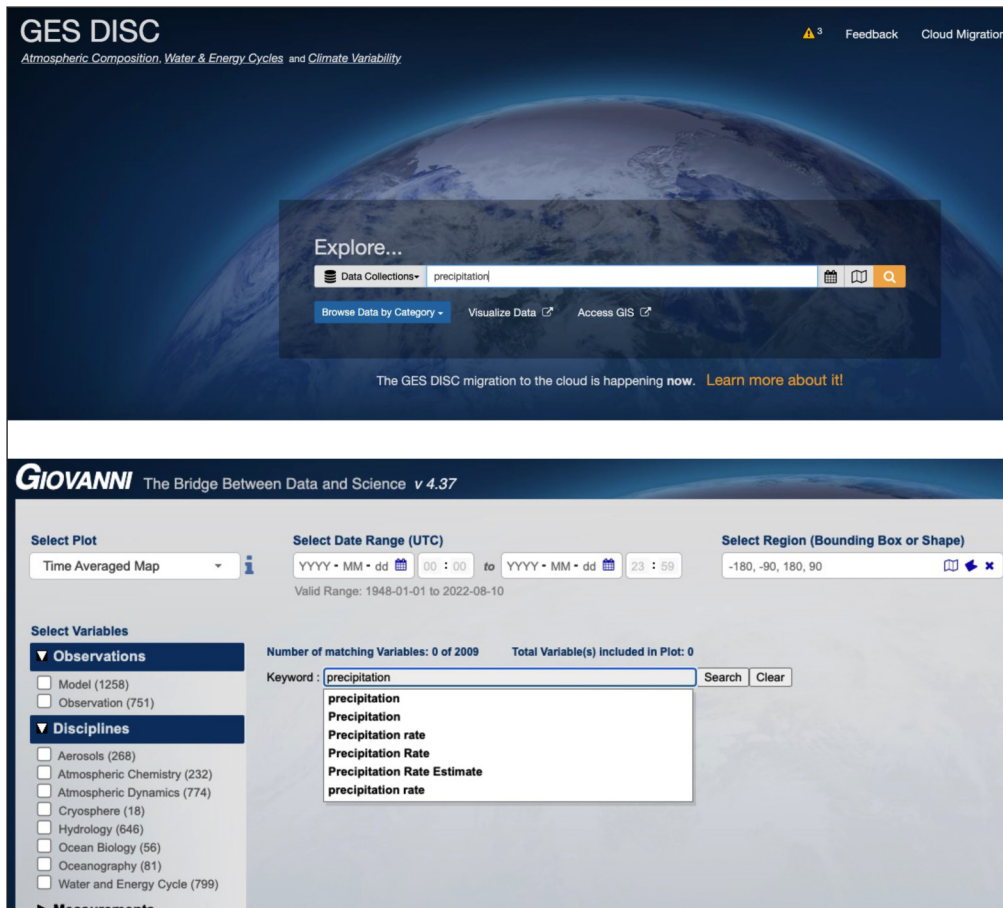 GES DISC
Atmospheric Composition, Water & Energy Cycles and Climate Variability
3 Feedback Cloud Migration
Explore...
Data Collections precipitation
Browse Data by Category Visualize Data Access GIS
The GES DISC migration to the cloud is happening now. Learn more about it!
GIOVANNI The Bridge Between Data and Science v 4.37
Select Plot
Time Averaged Map
Select Date Range (UTC)
YYYY - MM - dd 00 : 00 to YYYY - MM - dd 23 : 59
Valid Range: 1948-01-01 to 2022-08-10
Select Region (Bounding Box or Shape)
-180, -90, 180, 90
Select Variables
Observations
Model (1258)
Observation (751)
Disciplines
Aerosols (268)
Atmospheric Chemistry (232)
Atmospheric Dynamics (774)
Cryosphere (18)
Hydrology (646)
Ocean Biology (56)
Oceanography (81)
Water and Energy Cycle (799)
Number of matching Variables: 0 of 2009 Total Variable(s) included in Plot: 0
Keyword : precipitation Search Clear
precipitation
Precipitation
Precipitation rate
Precipitation Rate
Precipitation Rate Estimate
precipitation rate